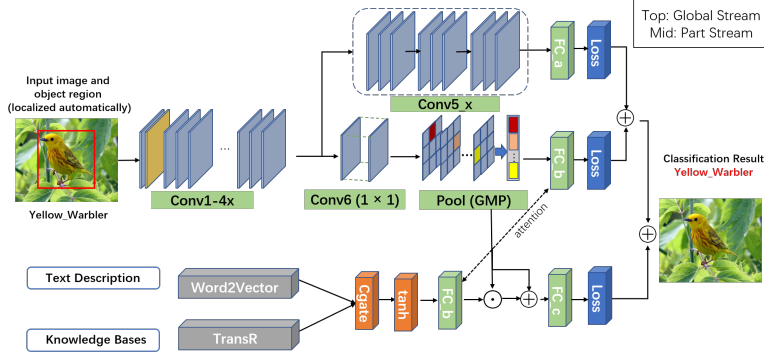 Top: Global Stream
Mid: Part Stream
Input image and
object region
(localized automatically)
Yellow_Warbler
...
Conv1-4x
Conv5_x
FC_a
Loss
Conv6 (1 × 1)
...
Pool (GMP)
FC_b
Loss
attention
Classification Result
Yellow_Warbler
Text Description
Word2Vector
Knowledge Bases
TransR
Cgate
tanh
FC_b
FC_c
Loss